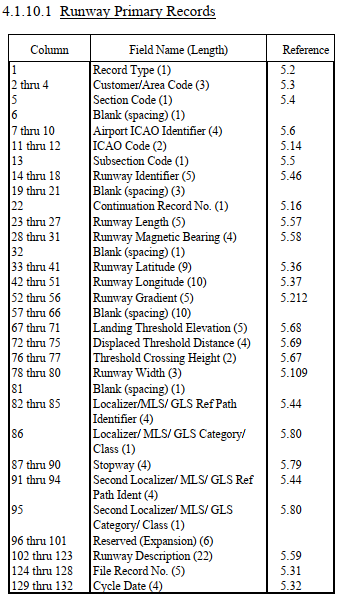 4.1.10.1 Runway Primary Records
Column Field Name (Length) Reference
1 Record Type (1) 5.2
2 thru 4 Customer/Area Code (3) 5.3
5 Section Code (1) 5.4
6 Blank (spacing) (1)
7 thru 10 Airport ICAO Identifier (4) 5.6
11 thru 12 ICAO Code (2) 5.14
13 Subsection Code (1) 5.5
14 thru 18 Runway Identifier (5) 5.46
19 thru 21 Blank (spacing) (3)
22 Continuation Record No. (1) 5.16
23 thru 27 Runway Length (5) 5.57
28 thru 31 Runway Magnetic Bearing (4) 5.58
32 Blank (spacing) (1)
33 thru 41 Runway Latitude (9) 5.36
42 thru 51 Runway Longitude (10) 5.37
52 thru 56 Runway Gradient (5) 5.212
57 thru 66 Blank (spacing) (10)
67 thru 71 Landing Threshold Elevation (5) 5.68
72 thru 75 Displaced Threshold Distance (4) 5.69
76 thru 77 Threshold Crossing Height (2) 5.67
78 thru 80 Runway Width (3) 5.109
81 Blank (spacing) (1)
82 thru 85 Localizer/MLS/ GLS Ref Path 5.44
Identifier (4)
86 Localizer/ MLS/ GLS Category/ 5.80
Class (1)
87 thru 90 Stopway (4) 5.79
91 thru 94 Second Localizer/ MLS/ GLS Ref 5.44
Path Ident (4)
95 Second Localizer/ MLS/ GLS 5.80
Category/ Class (1)
96 thru 101 Reserved (Expansion) (6)
102 thru 123 Runway Description (22) 5.59
124 thru 128 File Record No. (5) 5.31
129 thru 132 Cycle Date (4) 5.32